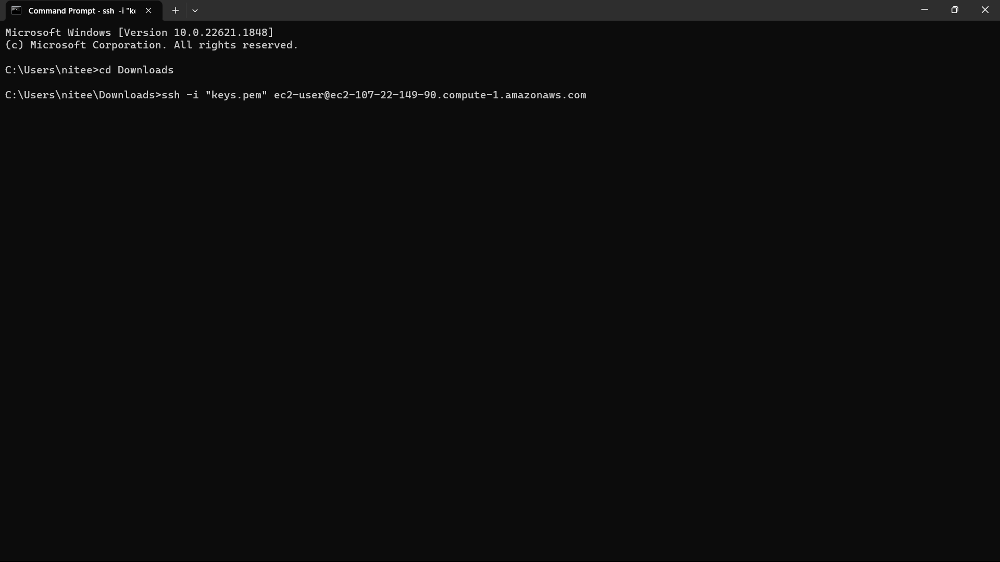 Command Prompt - ssh -i "ke
Microsoft Windows [Version 10.0.22621.1848]
(c) Microsoft Corporation. All rights reserved.
C:\Users\nitee>cd Downloads
C:\Users\nitee\Downloads>ssh -i "keys.pem" ec2-user@ec2-107-22-149-90.compute-1.amazonaws.com